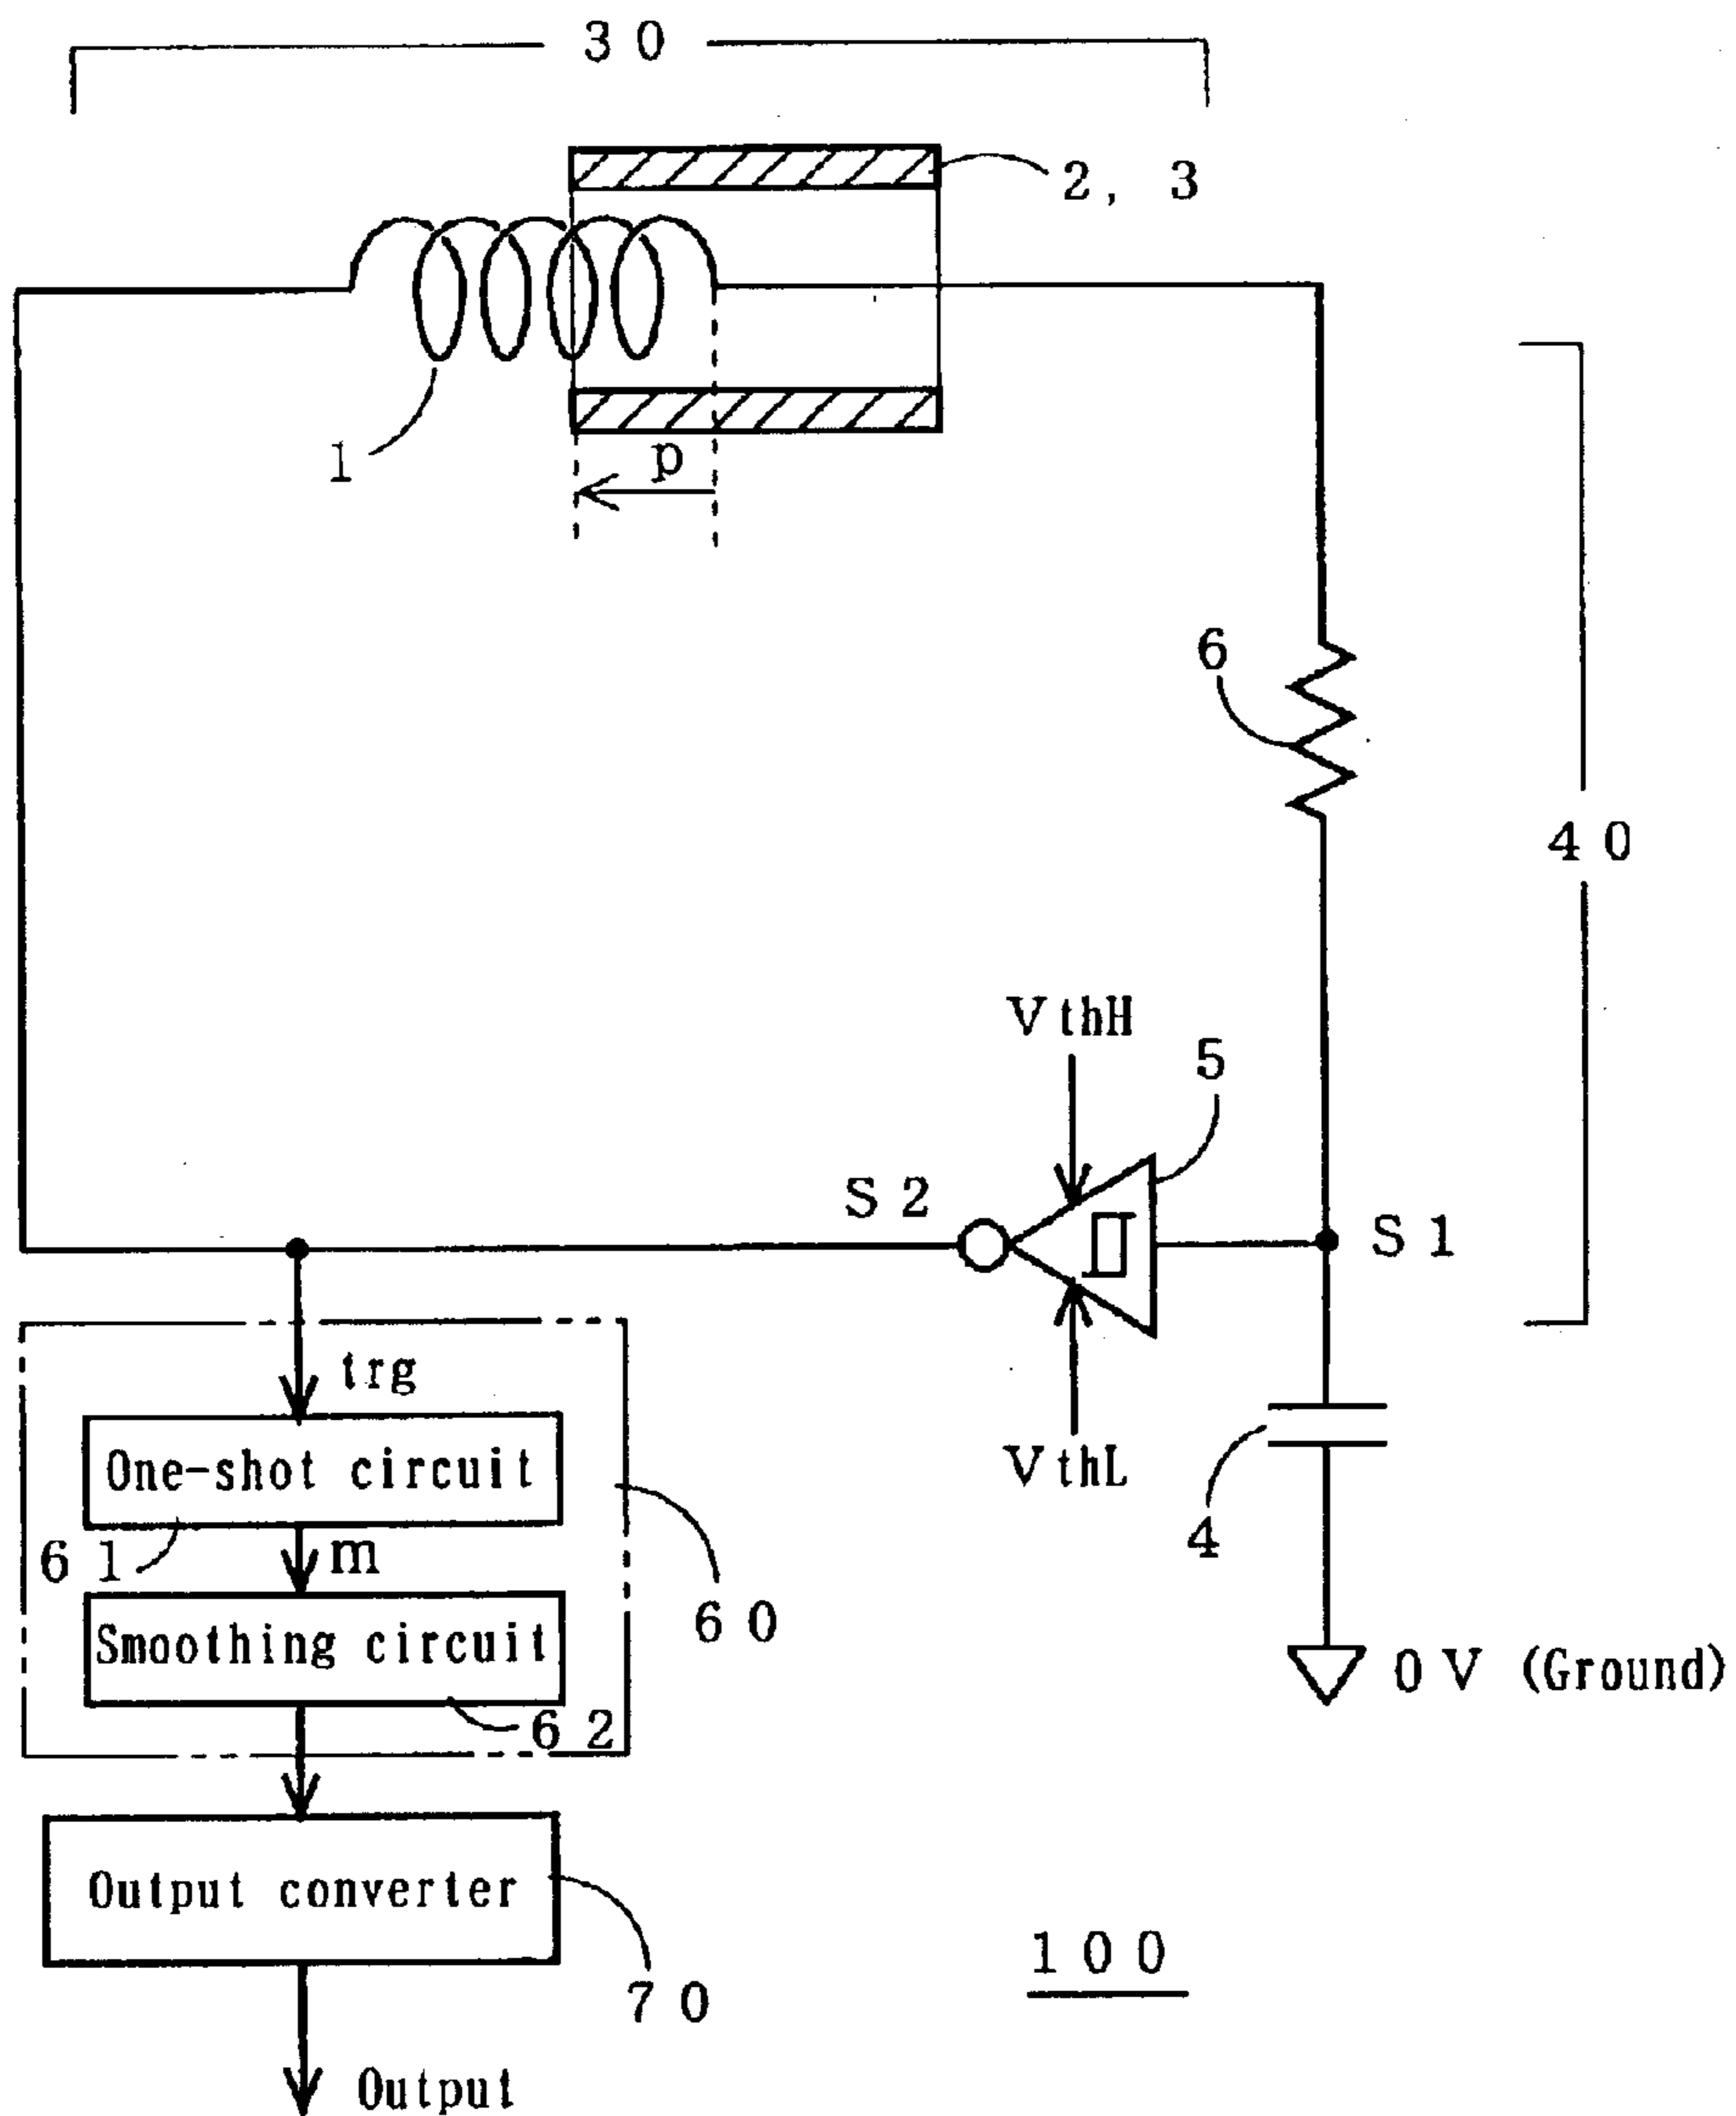 30
2, 3
1
p
6
40
VthH
5
S2
S1
trg
One-shot circuit
VthL
4
61
m
60
Smoothing circuit
0V (Ground)
62
Output converter
100
70
Output